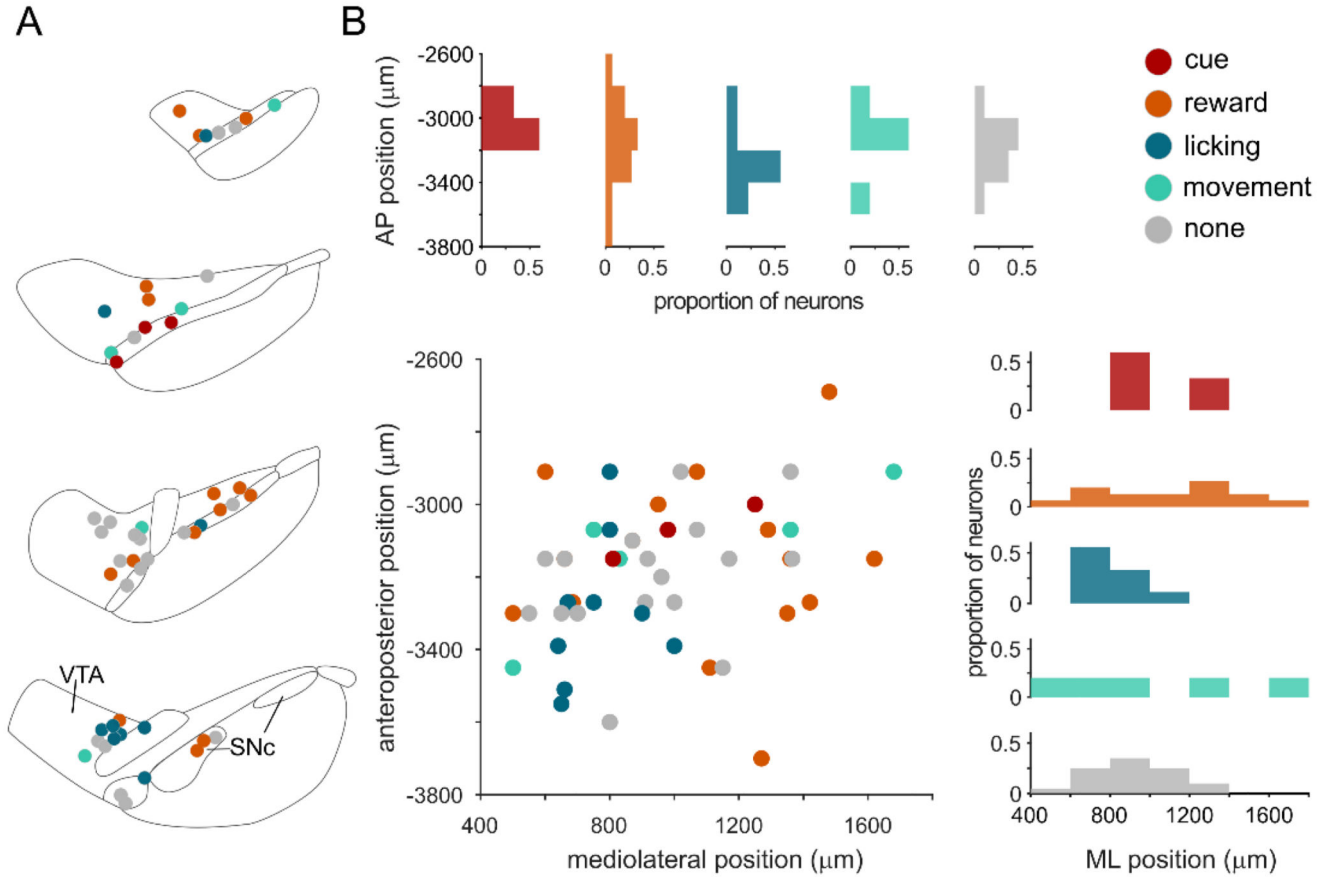 A
B
AP position (μm)
-2600
-3000
-3400
-3800
0 0.5 0 0.5 0 0.5 0 0.5 0 0.5
proportion of neurons
cue
reward
licking
movement
none
VTA
SNc
anteroposterior position (μm)
-2600
-3000
-3400
-3800
400 800 1200 1600
mediolateral position (μm)
proportion of neurons
0.5
0
0.5
0
0.5
0
0.5
0
0.5
0
400 800 1200 1600
ML position (μm)